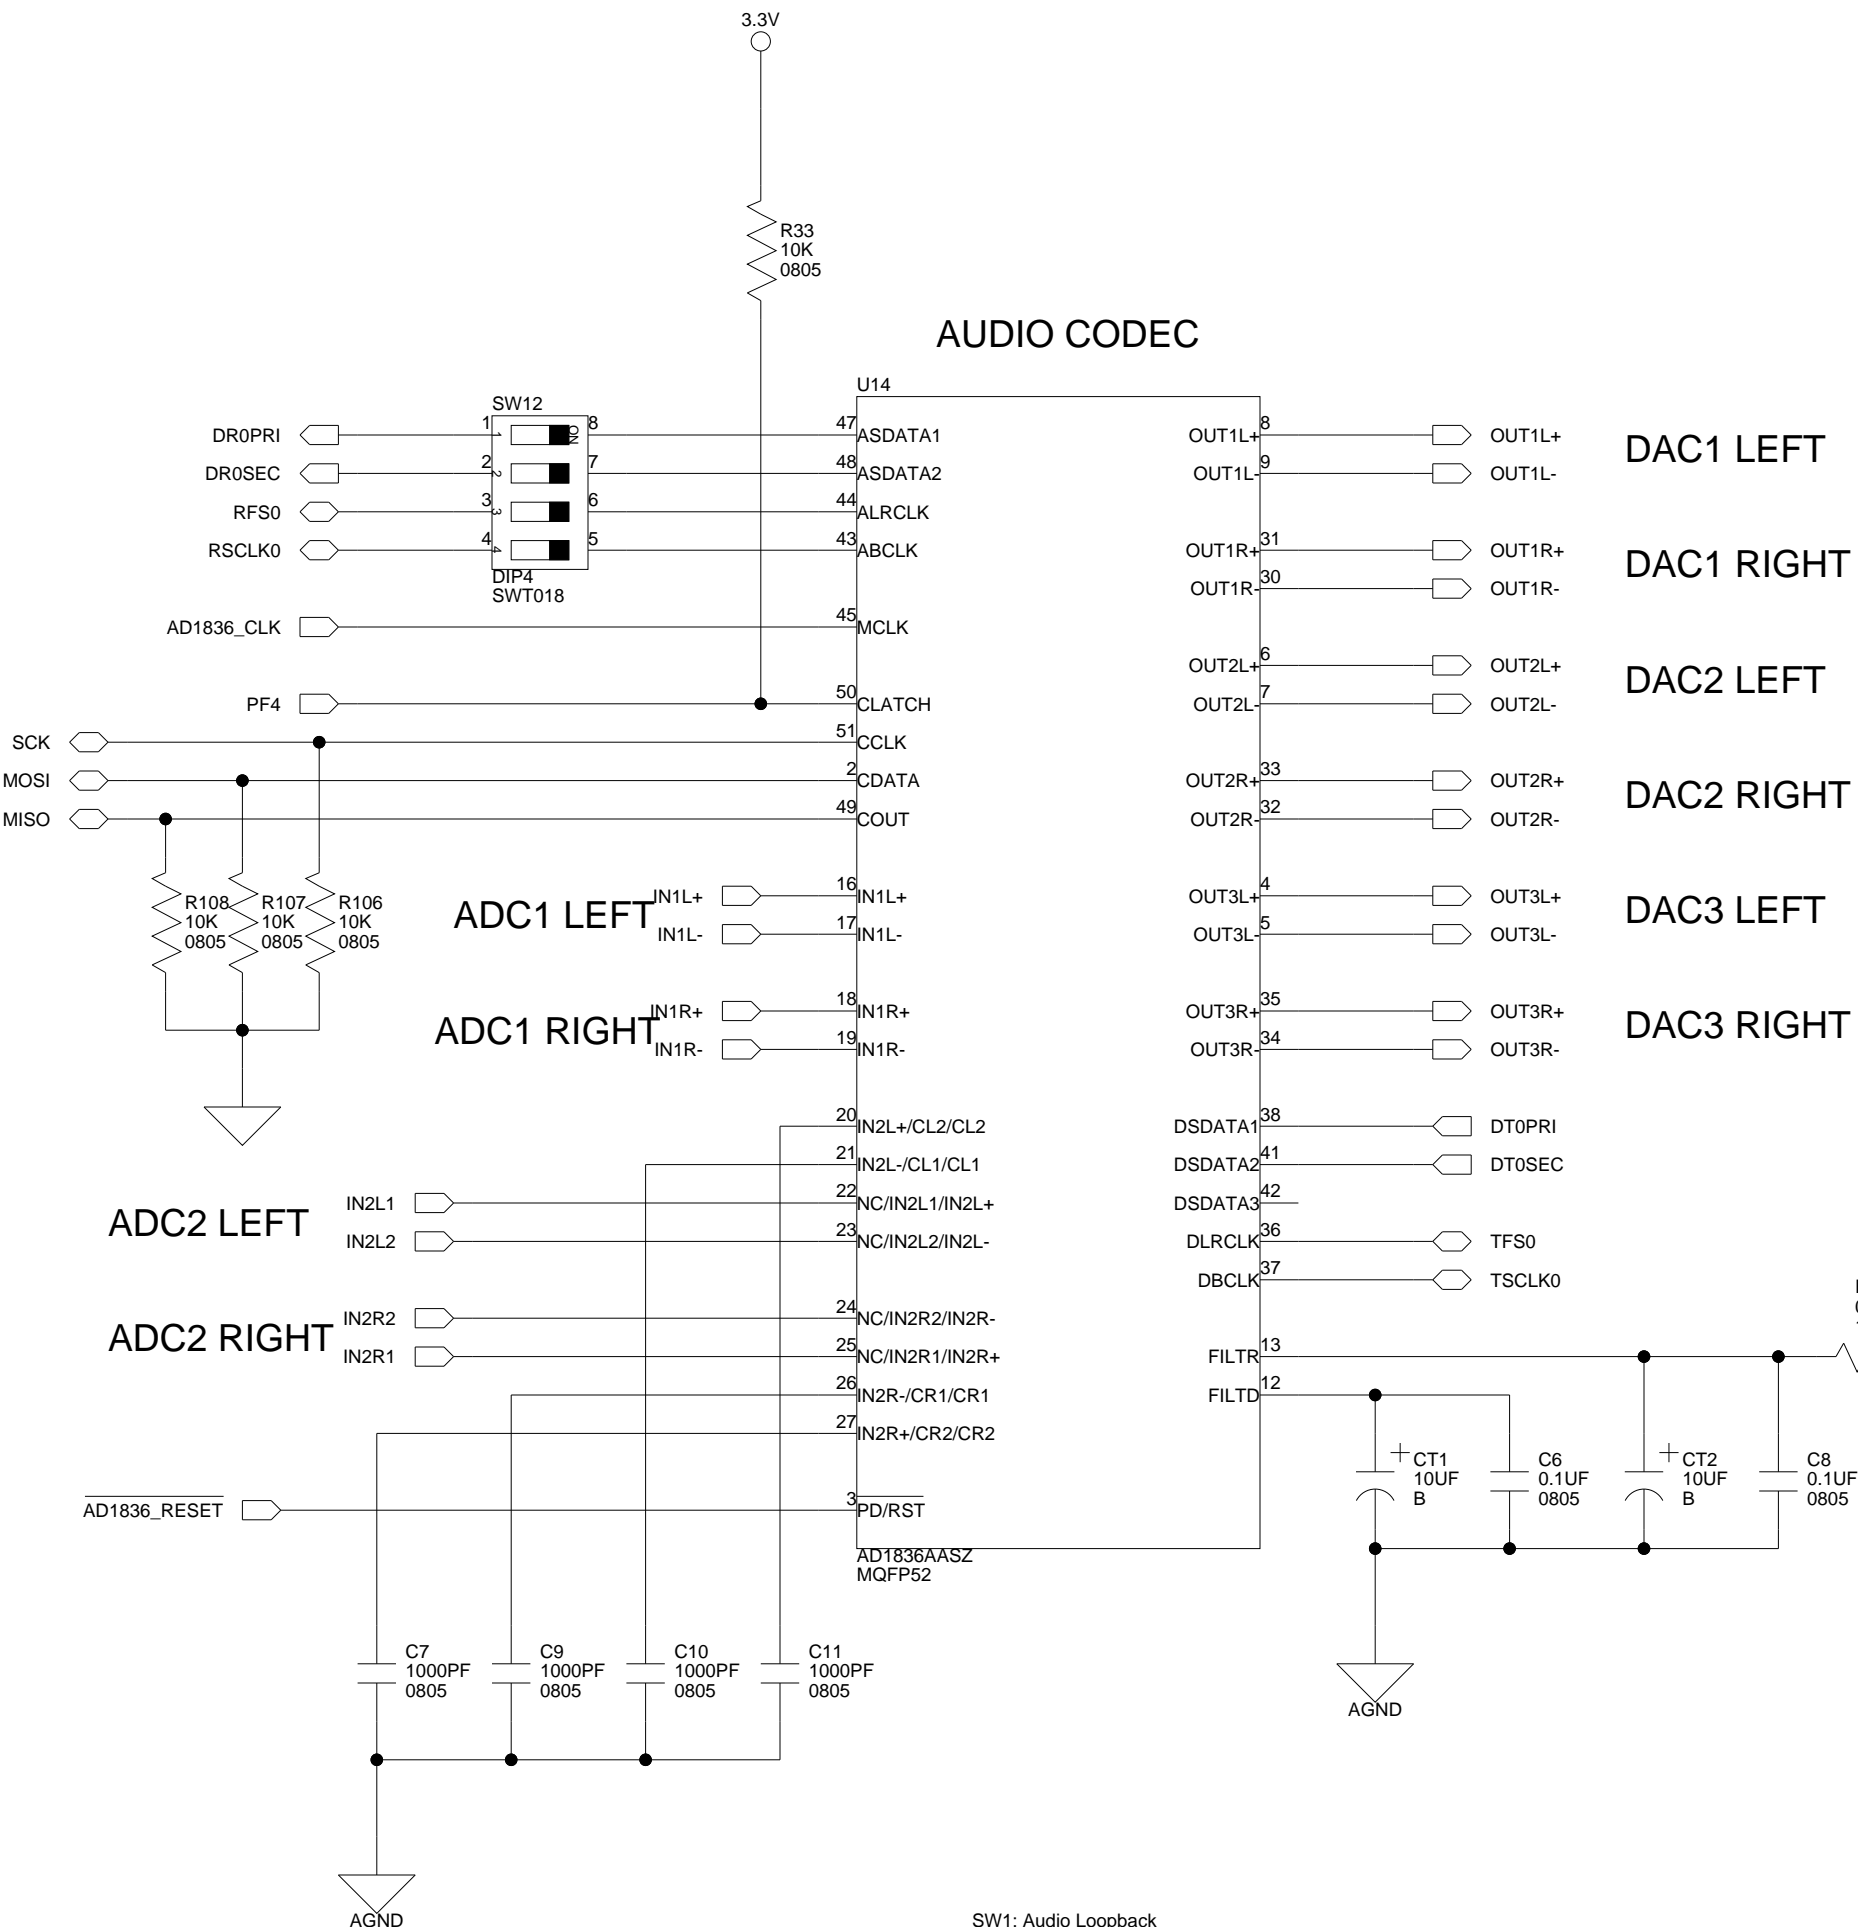 3.3V
R33
10K
0805
AUDIO CODEC
U14
SW12
DR0PRI 1 1 ON 8 47 ASDATA1
DR0SEC 2 2 7 48 ASDATA2
RFS0 3 3 6 44 ALRCLK
RSCLK0 4 4 5 43 ABCLK
DIP4
SWT018
AD1836_CLK 45 MCLK
PF4 50 CLATCH
SCK 51 CCLK
MOSI 2 CDATA
MISO 49 COUT
R108
10K
0805
R107
10K
0805
R106
10K
0805
ADC1 LEFT
IN1L+ 16 IN1L+
IN1L- 17 IN1L-
ADC1 RIGHT
IN1R+ 18 IN1R+
IN1R- 19 IN1R-
20 IN2L+/CL2/CL2
21 IN2L-/CL1/CL1
ADC2 LEFT
IN2L1 22 NC/IN2L1/IN2L+
IN2L2 23 NC/IN2L2/IN2L-
ADC2 RIGHT
IN2R2 24 NC/IN2R2/IN2R-
IN2R1 25 NC/IN2R1/IN2R+
26 IN2R-/CR1/CR1
27 IN2R+/CR2/CR2
AD1836_RESET 3 PD/RST
AD1836AASZ
MQFP52
OUT1L+ 8 OUT1L+
OUT1L- 9 OUT1L-
DAC1 LEFT
OUT1R+ 31 OUT1R+
OUT1R- 30 OUT1R-
DAC1 RIGHT
OUT2L+ 6 OUT2L+
OUT2L- 7 OUT2L-
DAC2 LEFT
OUT2R+ 33 OUT2R+
OUT2R- 32 OUT2R-
DAC2 RIGHT
OUT3L+ 4 OUT3L+
OUT3L- 5 OUT3L-
DAC3 LEFT
OUT3R+ 35 OUT3R+
OUT3R- 34 OUT3R-
DAC3 RIGHT
DSDATA1 38 DT0PRI
DSDATA2 41 DT0SEC
DSDATA3 42
DLRCLK 36 TFS0
DBCLK 37 TSCLK0
FILTR 13
FILTD 12
CT1
10UF
B
C6
0.1UF
0805
CT2
10UF
B
C8
0.1UF
0805
C7
1000PF
0805
C9
1000PF
0805
C10
1000PF
0805
C11
1000PF
0805
AGND
AGND
SW1: Audio Loopback